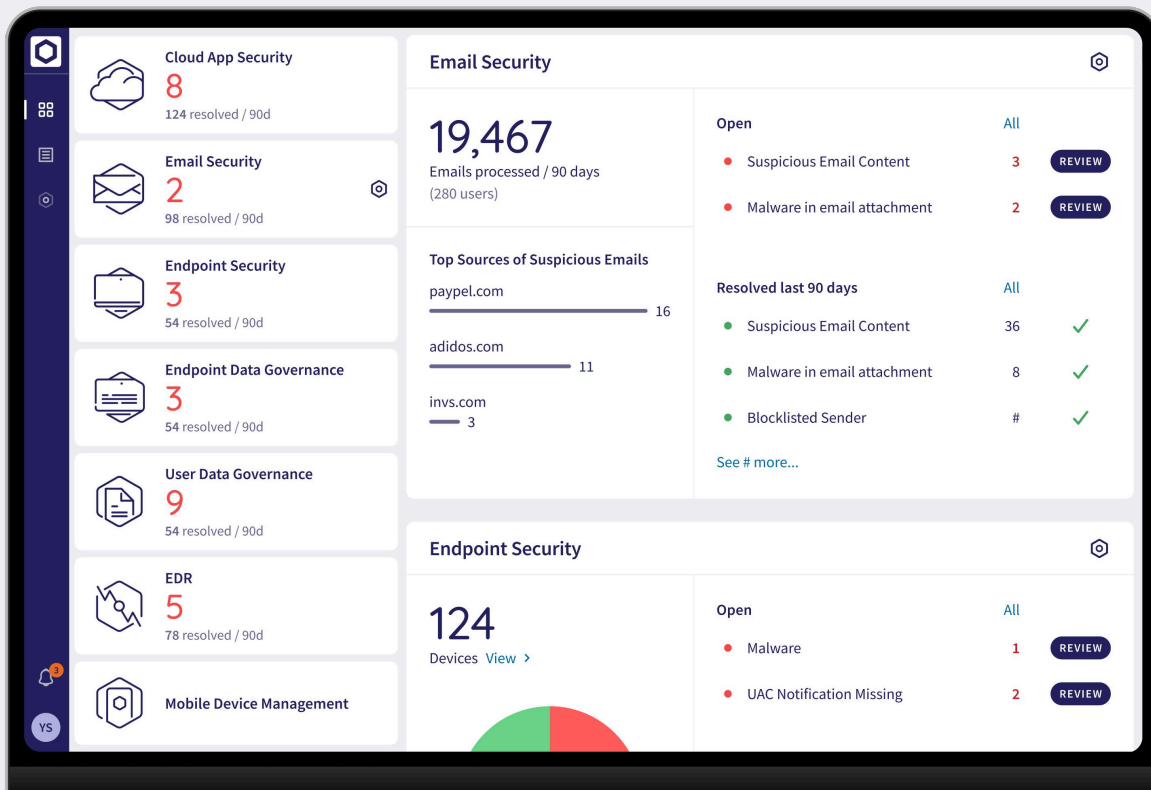 Cloud App Security
8
124 resolved / 90d
Email Security
2
98 resolved / 90d
Endpoint Security
3
54 resolved / 90d
Endpoint Data Governance
3
54 resolved / 90d
User Data Governance
9
54 resolved / 90d
EDR
5
78 resolved / 90d
Mobile Device Management
3
YS
Email Security
19,467
Emails processed / 90 days
(280 users)
Top Sources of Suspicious Emails
paypel.com
16
adidos.com
11
invs.com
3
Open All
Suspicious Email Content 3 REVIEW
Malware in email attachment 2 REVIEW
Resolved last 90 days All
Suspicious Email Content 36
Malware in email attachment 8
Blocklisted Sender #
See # more...
Endpoint Security
124
Devices View >
Open All
Malware 1 REVIEW
UAC Notification Missing 2 REVIEW